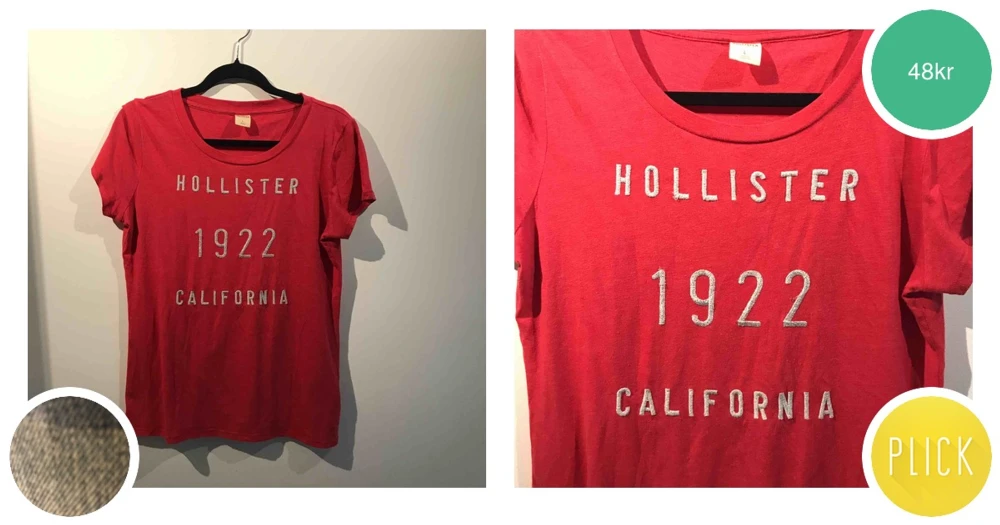 HOLLISTER
1922
CALIFORNIA
HOLLISTER
1922
CALIFORNIA
48kr
PLICK